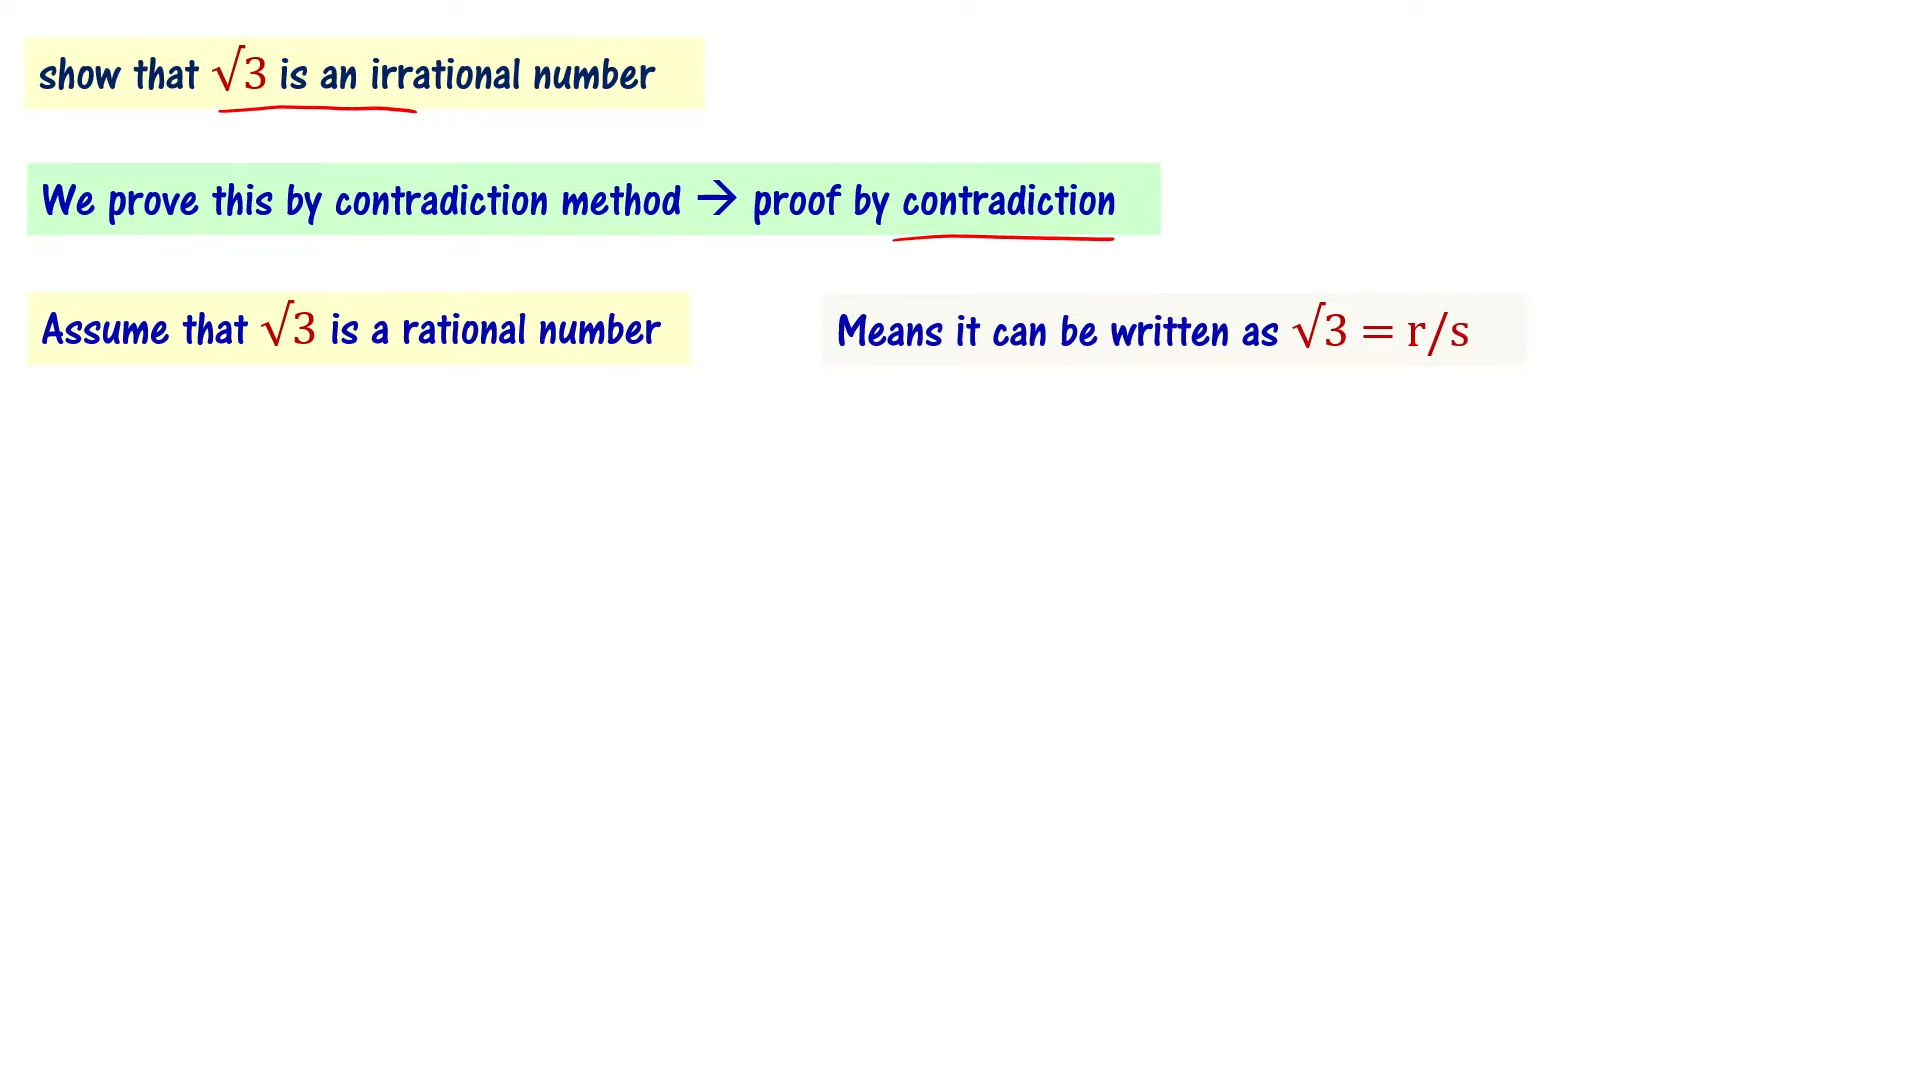 show that √3 is an irrational number
We prove this by contradiction method → proof by contradiction
Assume that √3 is a rational number
Means it can be written as √3 = r/s